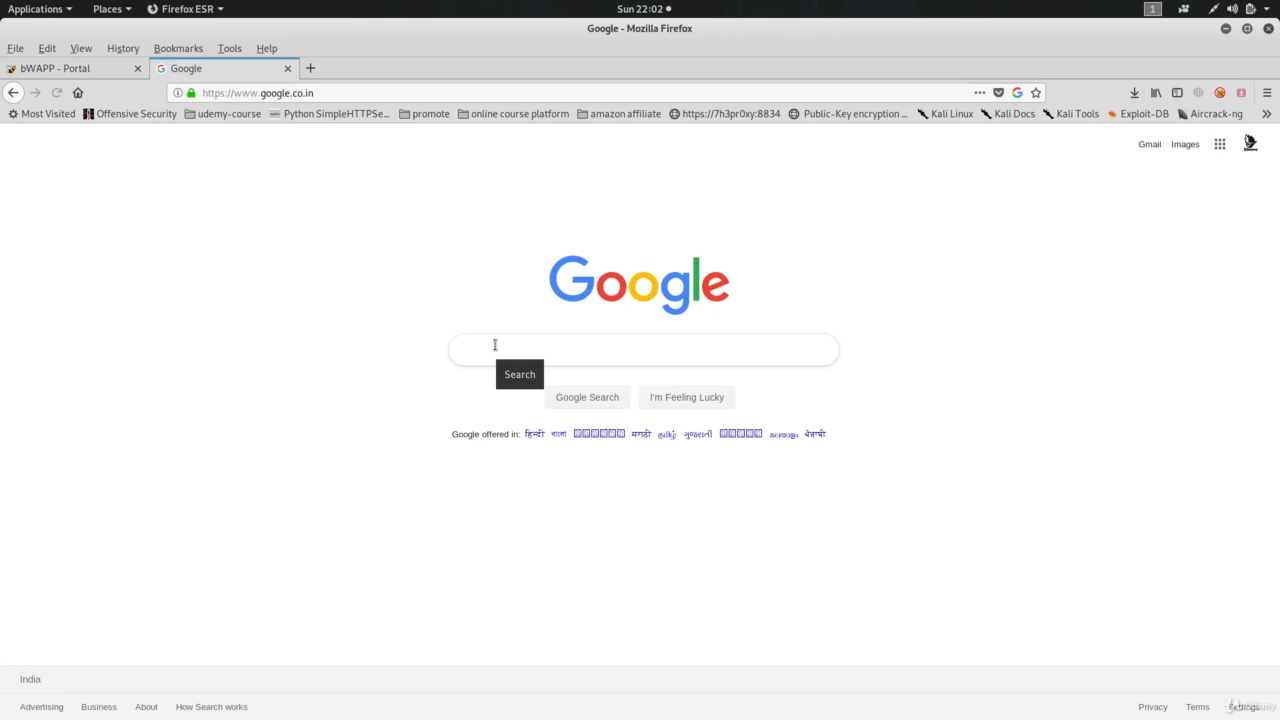 Applications Places Firefox ESR Sun 22:02 1
Google - Mozilla Firefox
File Edit View History Bookmarks Tools Help
bWAPP - Portal Google
https://www.google.co.in
Most Visited Offensive Security udemy-course Python SimpleHTTPSe... promote online course platform amazon affiliate https://7h3pr0xy:8834 Public-Key encryption ... Kali Linux Kali Docs Kali Tools Exploit-DB Aircrack-ng
Gmail Images
Google
Search
Google Search I'm Feeling Lucky
Google offered in: हिन्दी বাংলা मराठी தமிழ் ગુજરાતી മലയാളം ਪੰਜਾਬੀ
India
Advertising Business About How Search works Privacy Terms Settings